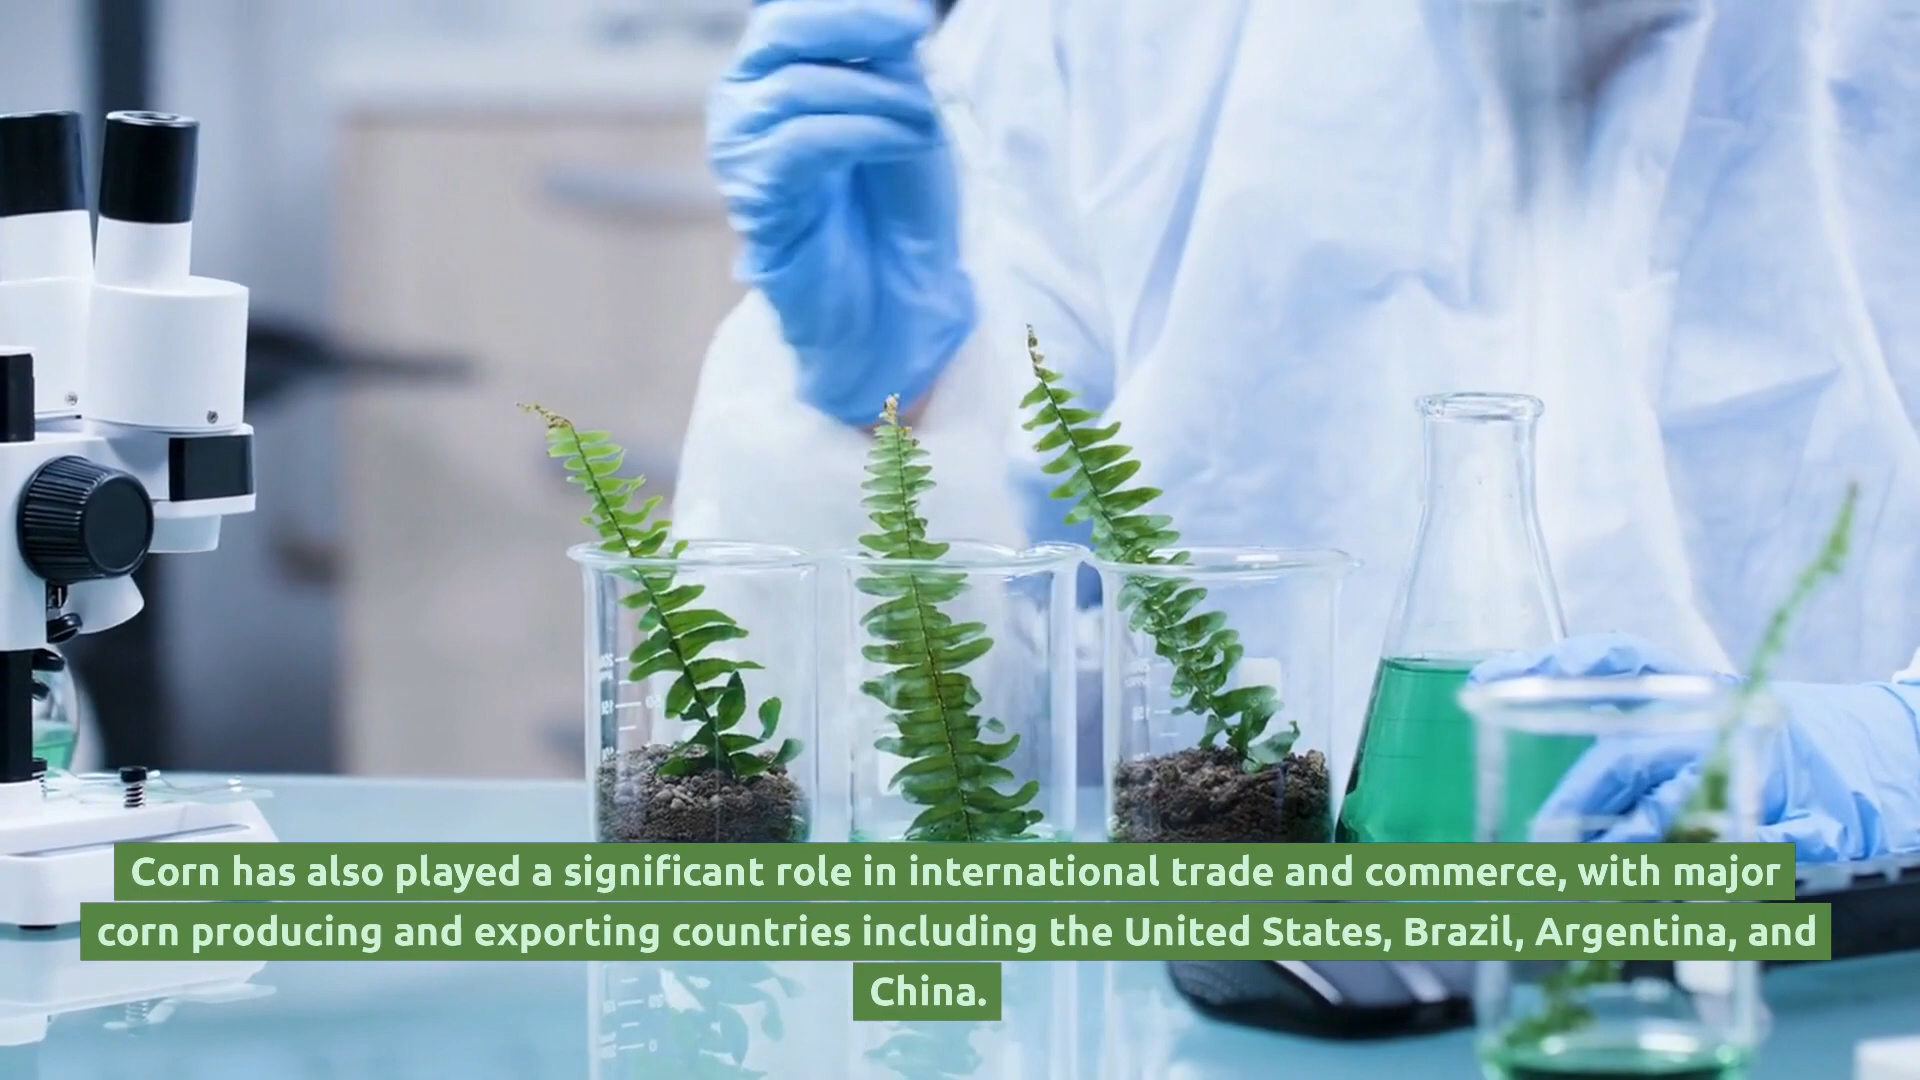 Corn has also played a significant role in international trade and commerce, with major
corn producing and exporting countries including the United States, Brazil, Argentina, and
China.